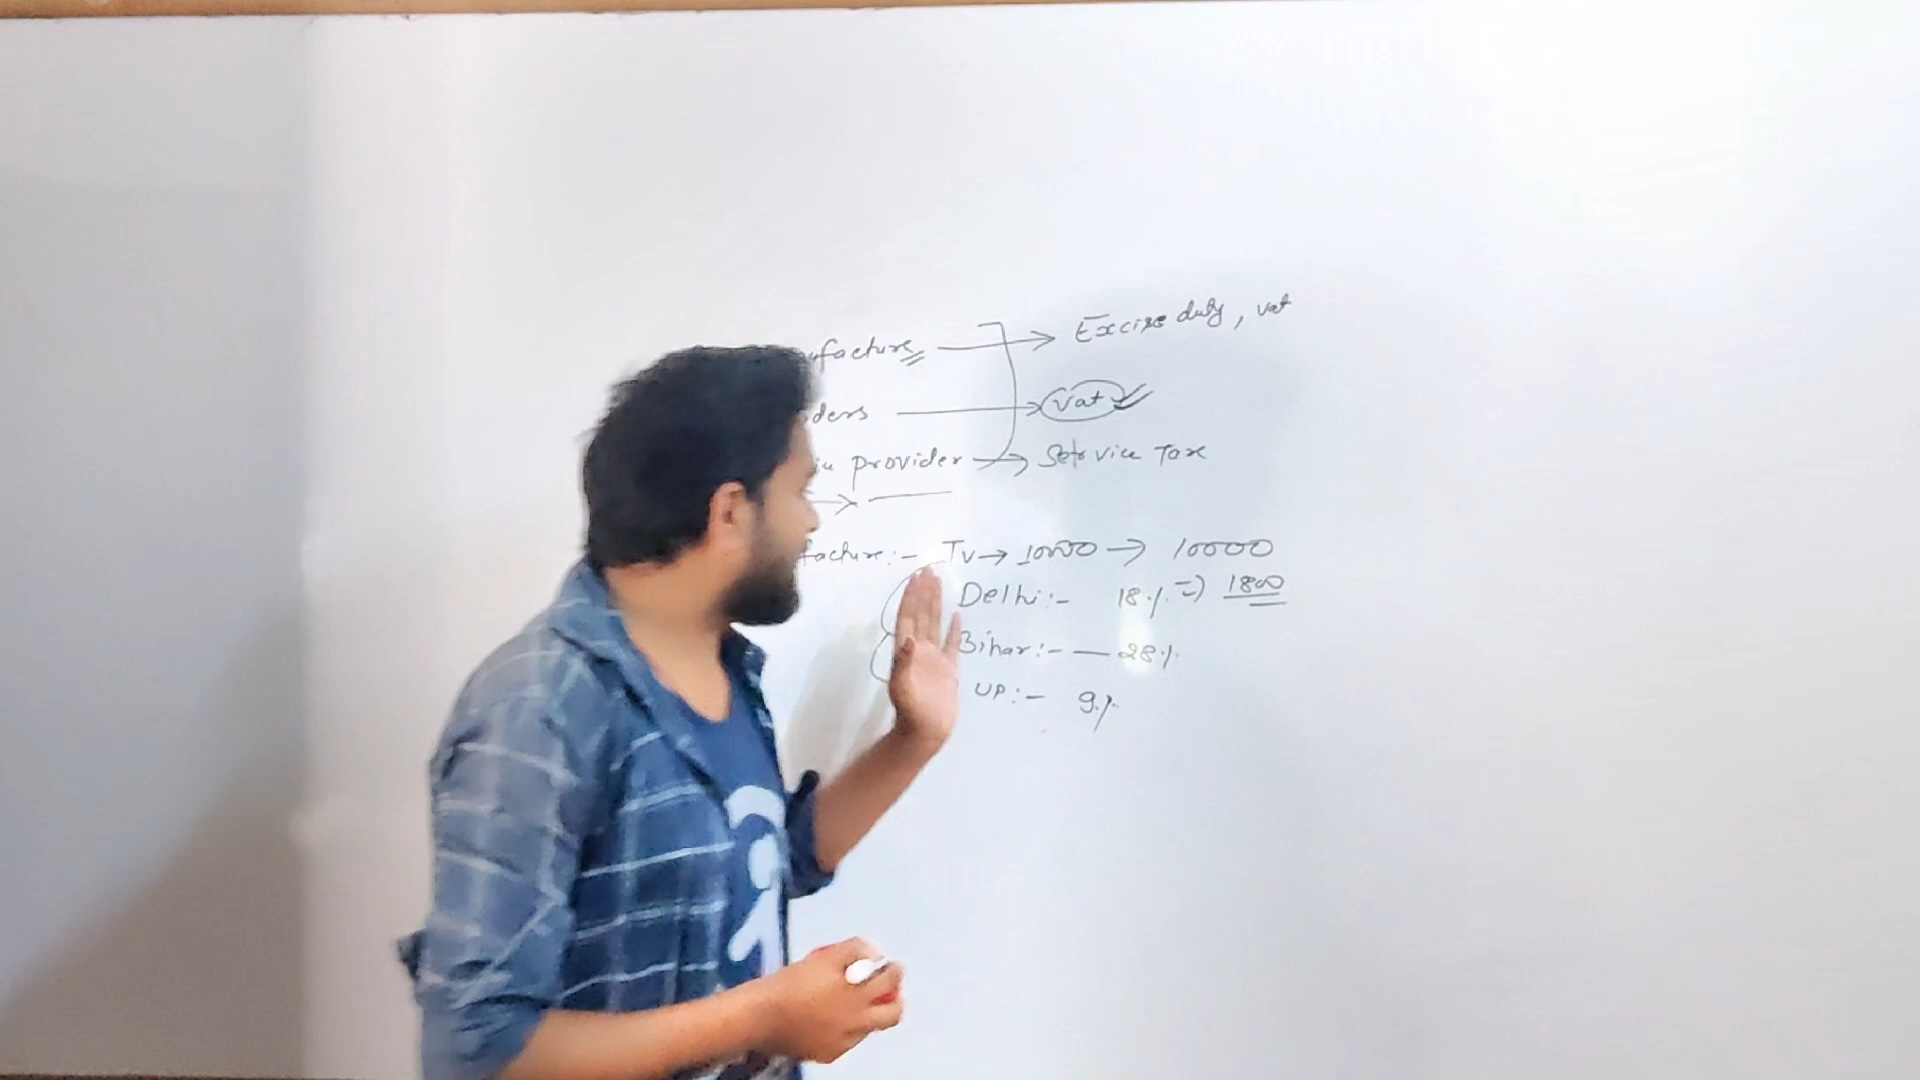 ufacture → Excise duty, vat
ders → vat
provider → Service Tax
facture:- TV → 10000 → 10000
Delhi:- 18% => 1800
Bihar:- — 28%
UP:- 9%